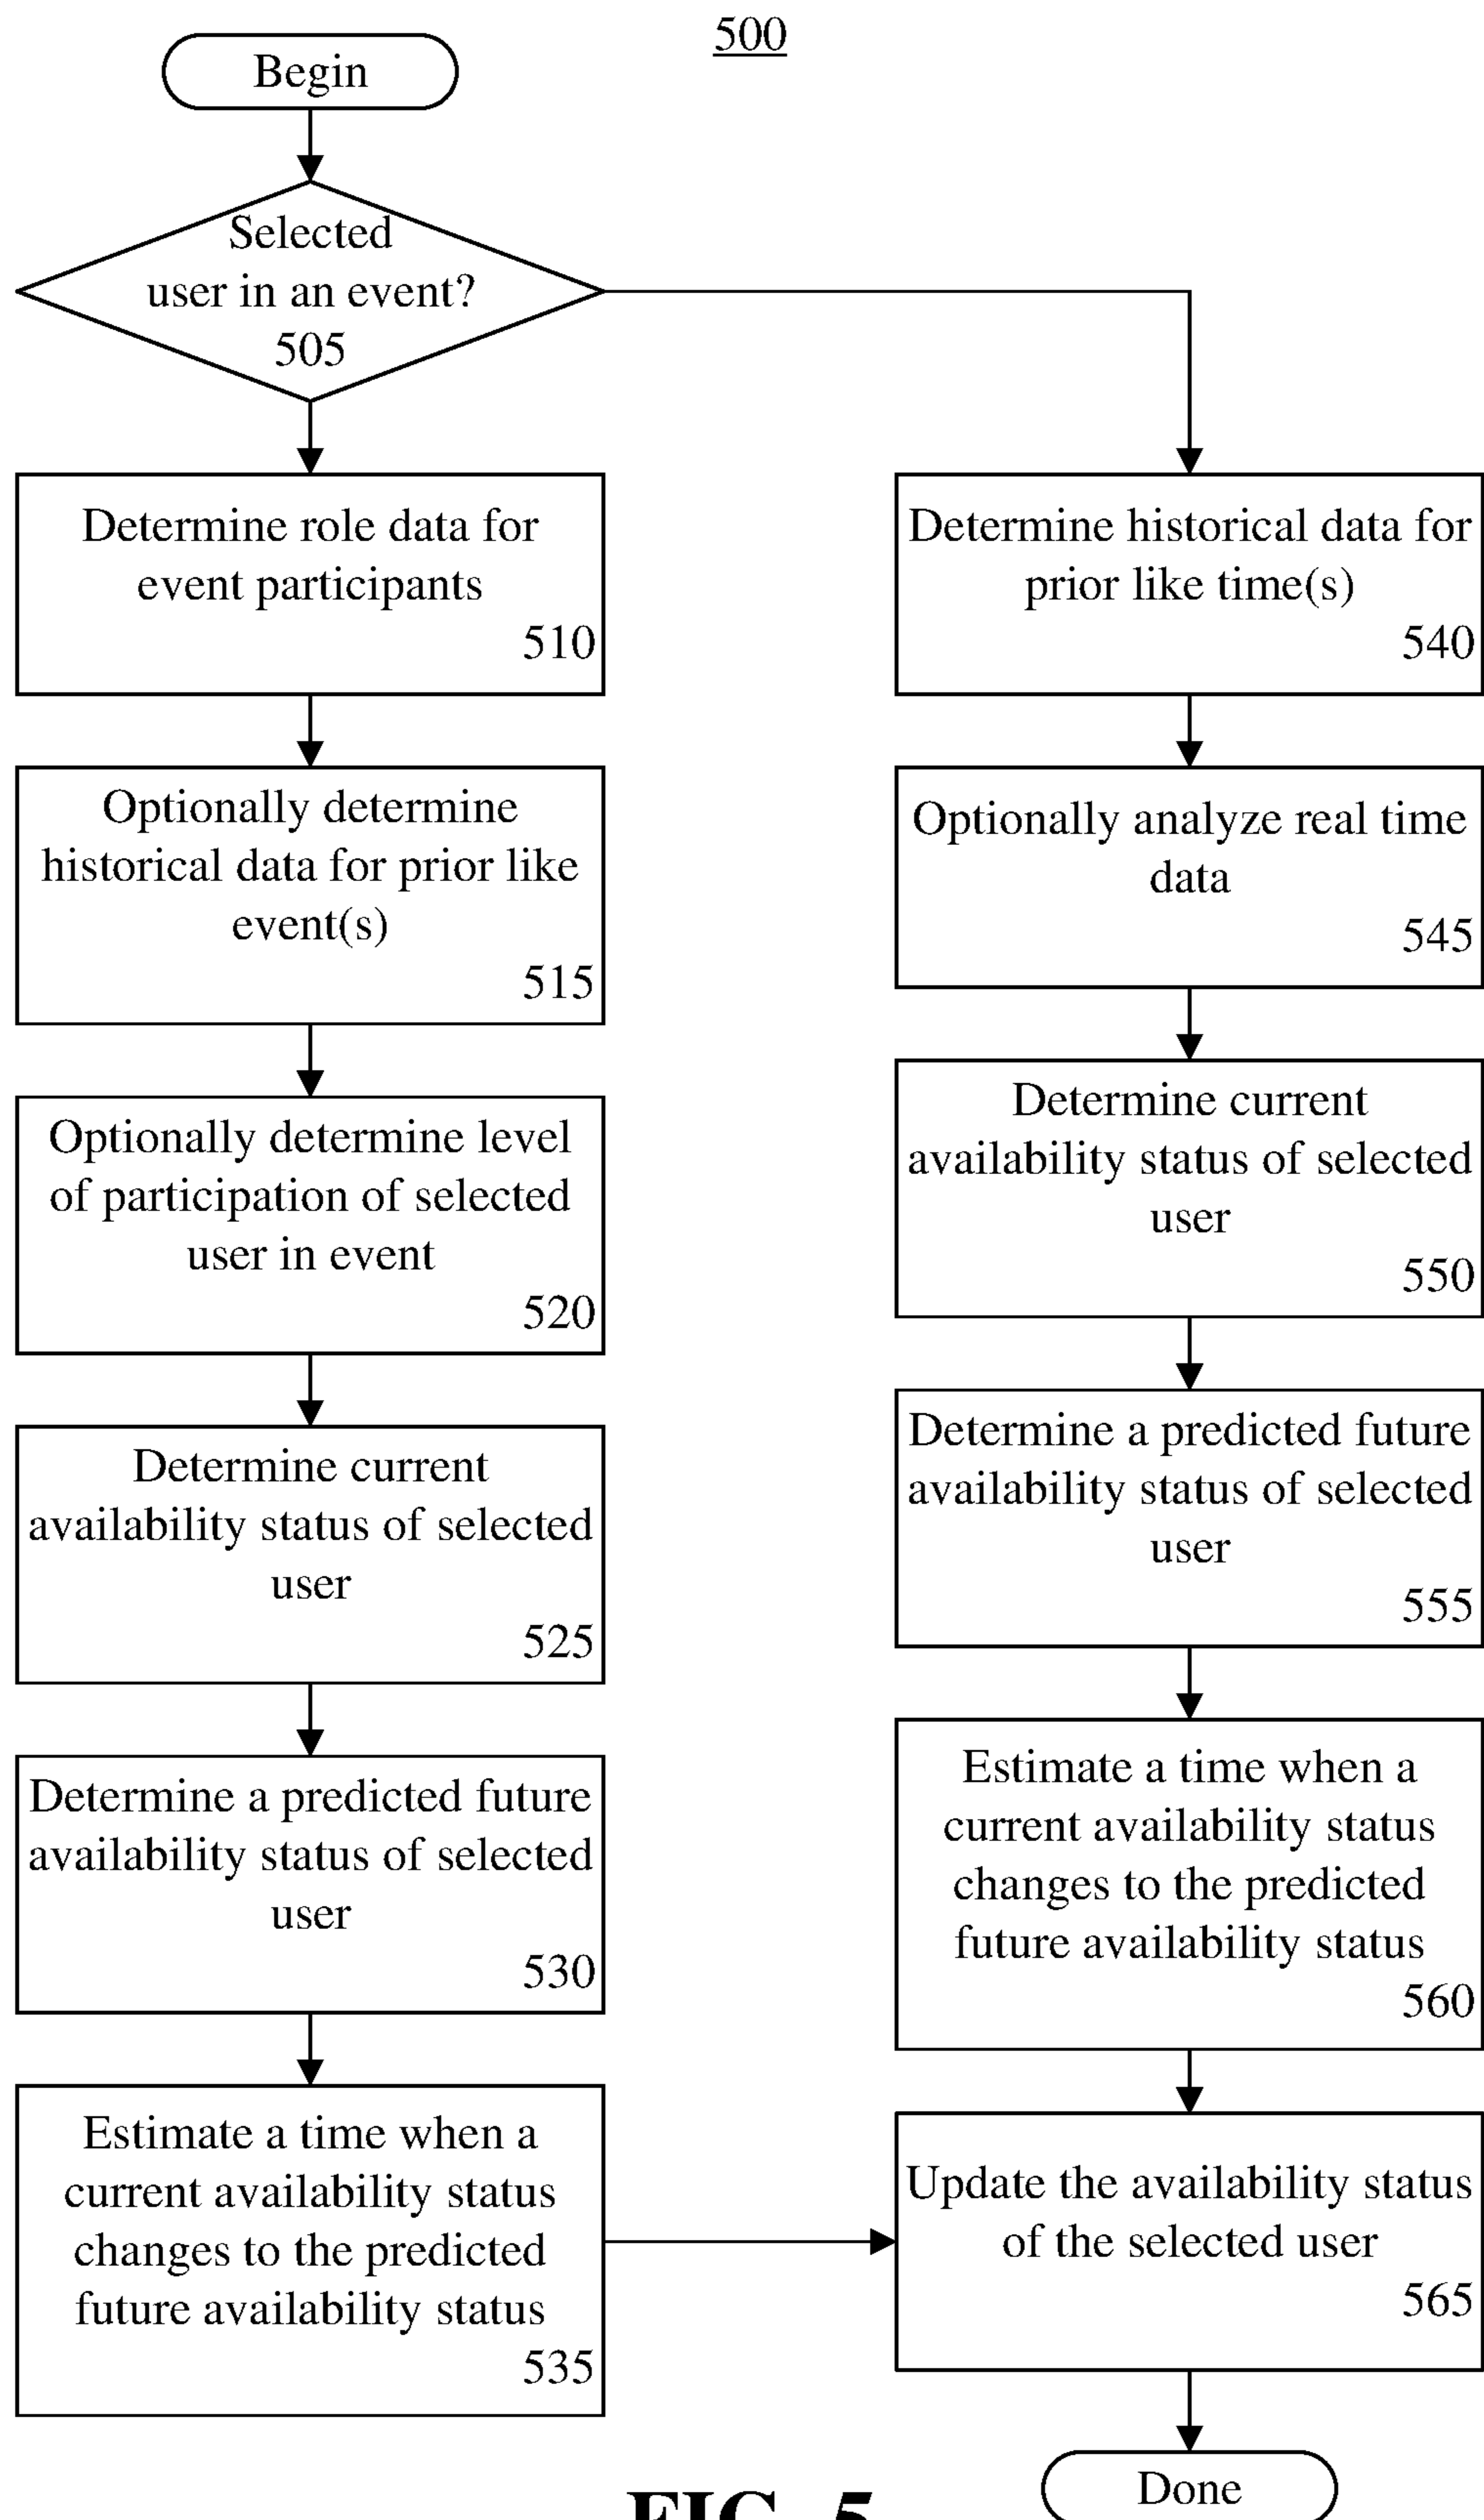 500
Begin
Selected
user in an event?
505
Determine role data for
event participants
510
Optionally determine
historical data for prior like
event(s)
515
Optionally determine level
of participation of selected
user in event
520
Determine current
availability status of selected
user
525
Determine a predicted future
availability status of selected
user
530
Estimate a time when a
current availability status
changes to the predicted
future availability status
535
Determine historical data for
prior like time(s)
540
Optionally analyze real time
data
545
Determine current
availability status of selected
user
550
Determine a predicted future
availability status of selected
user
555
Estimate a time when a
current availability status
changes to the predicted
future availability status
560
Update the availability status
of the selected user
565
Done
FIG. 5